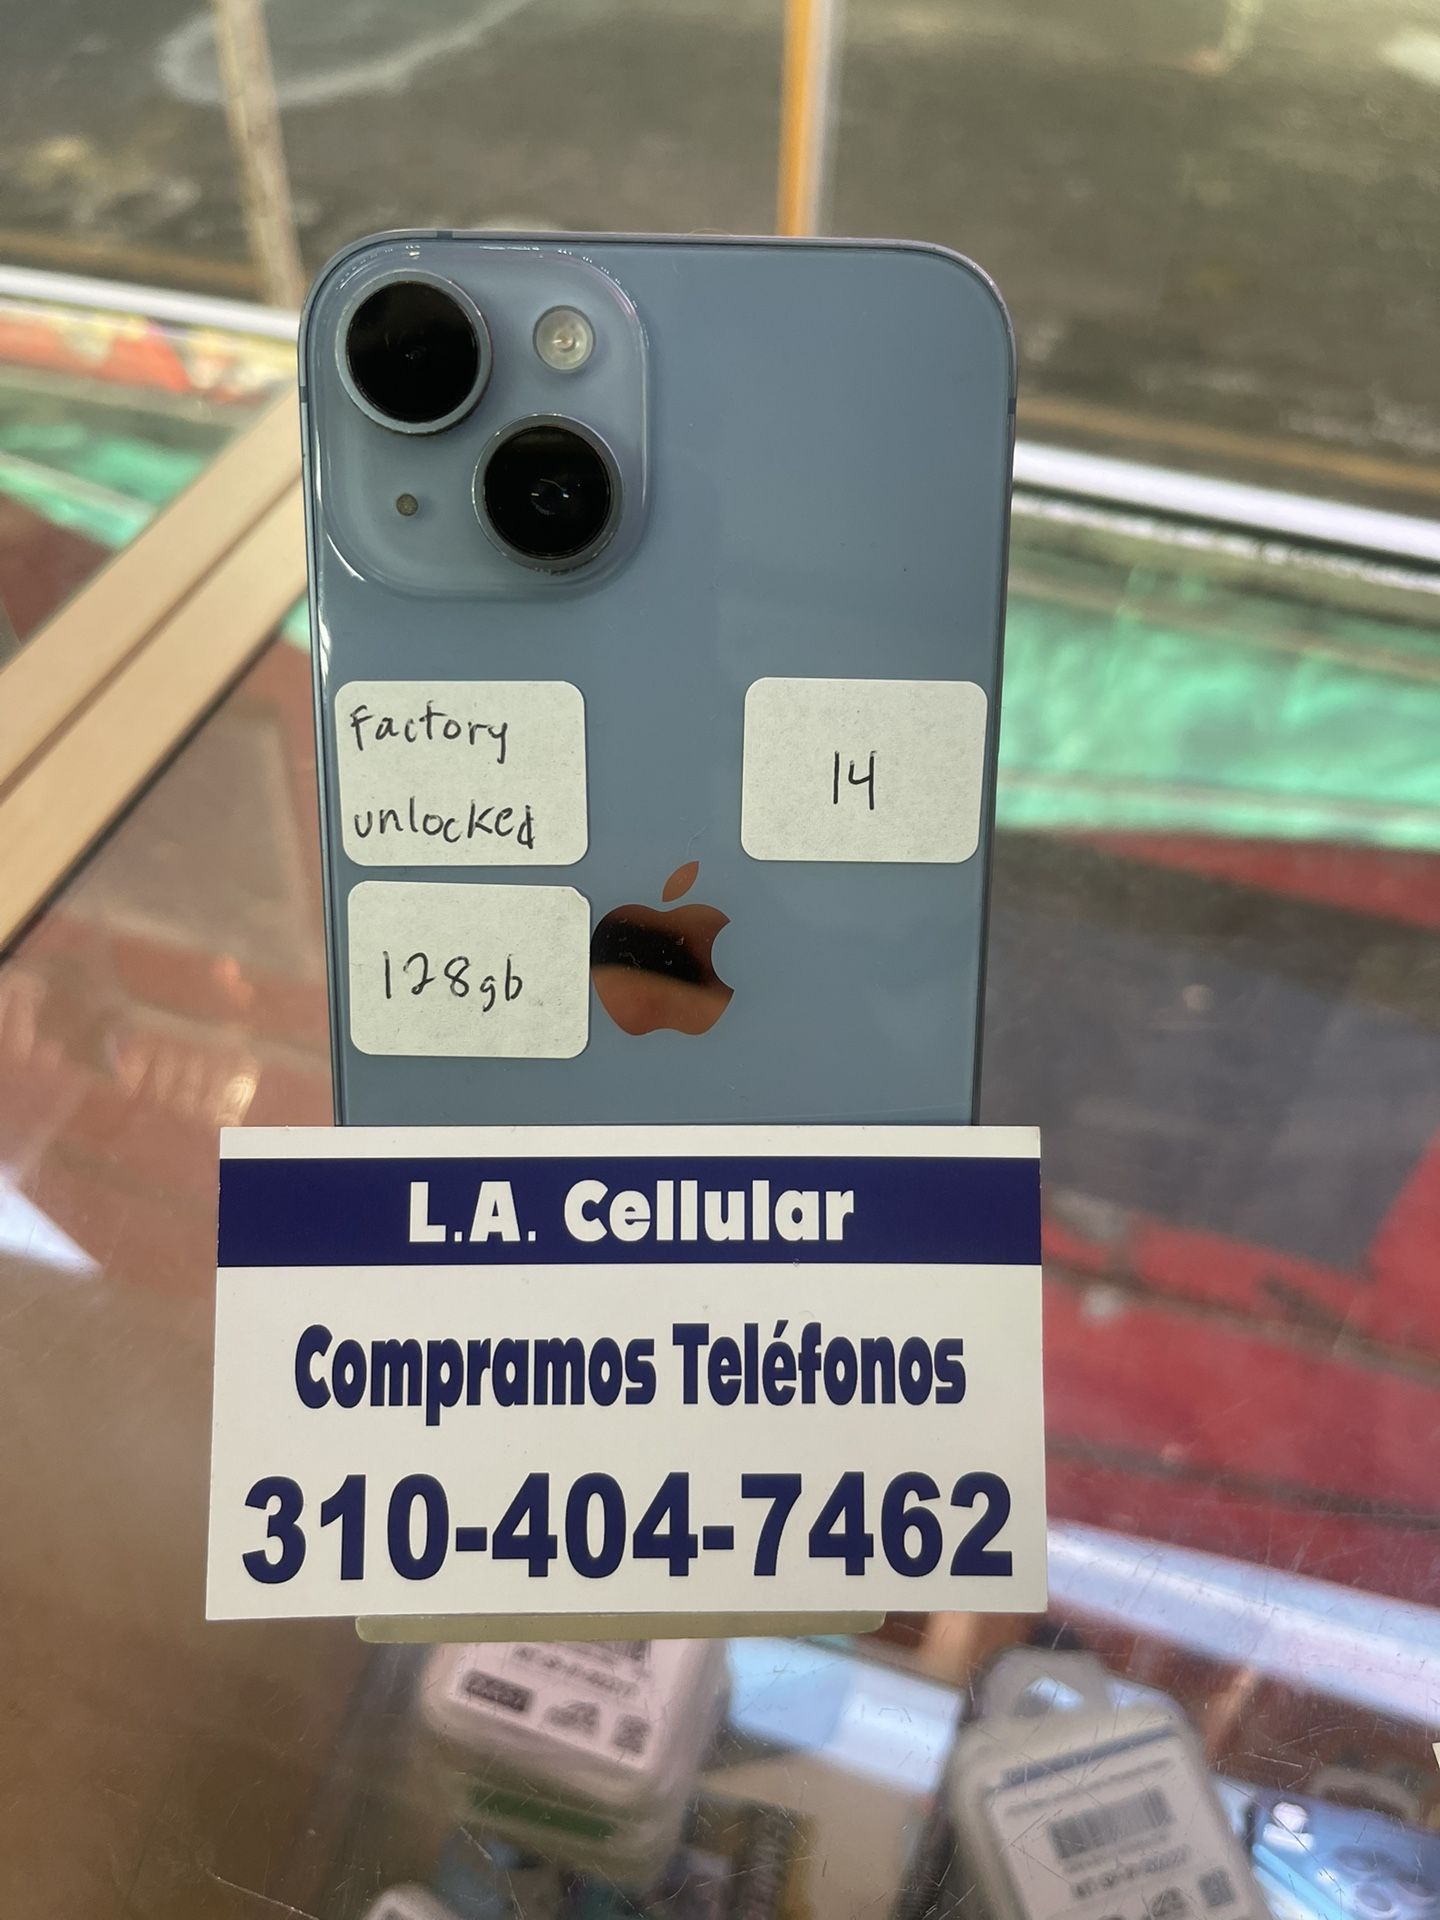 Factory
unlocked
14
128gb
L.A. Cellular
Compramos Teléfonos
310-404-7462